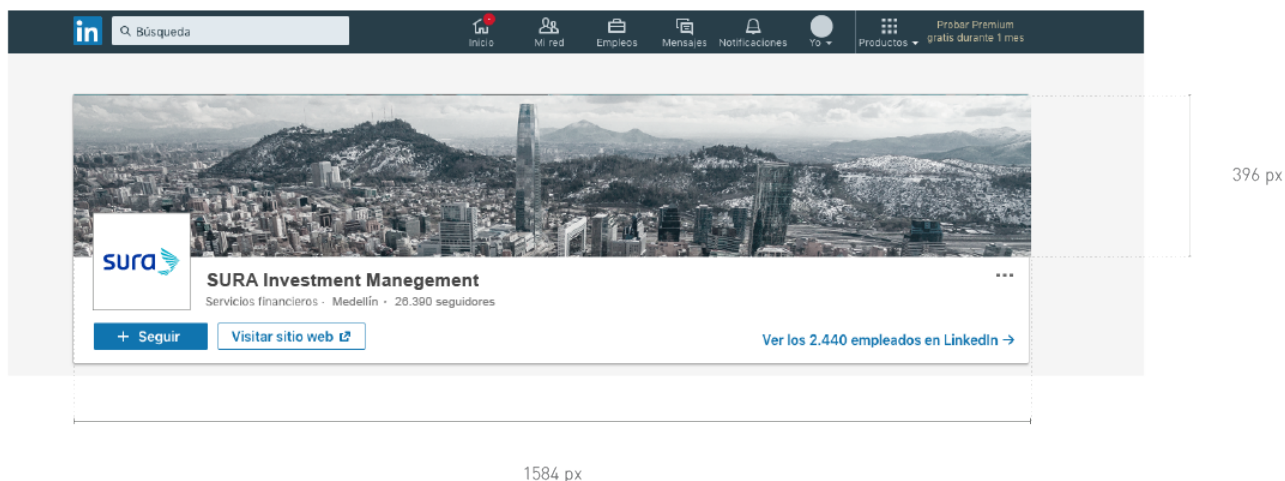 in
Búsqueda
Inicio
Mi red
Empleos
Mensajes
Notificaciones
Yo
Productos
Probar Premium
gratis durante 1 mes
396 px
sura
SURA Investment Manegement
Servicios financieros · Medellín · 26.390 seguidores
+ Seguir
Visitar sitio web
Ver los 2.440 empleados en LinkedIn →
1584 px